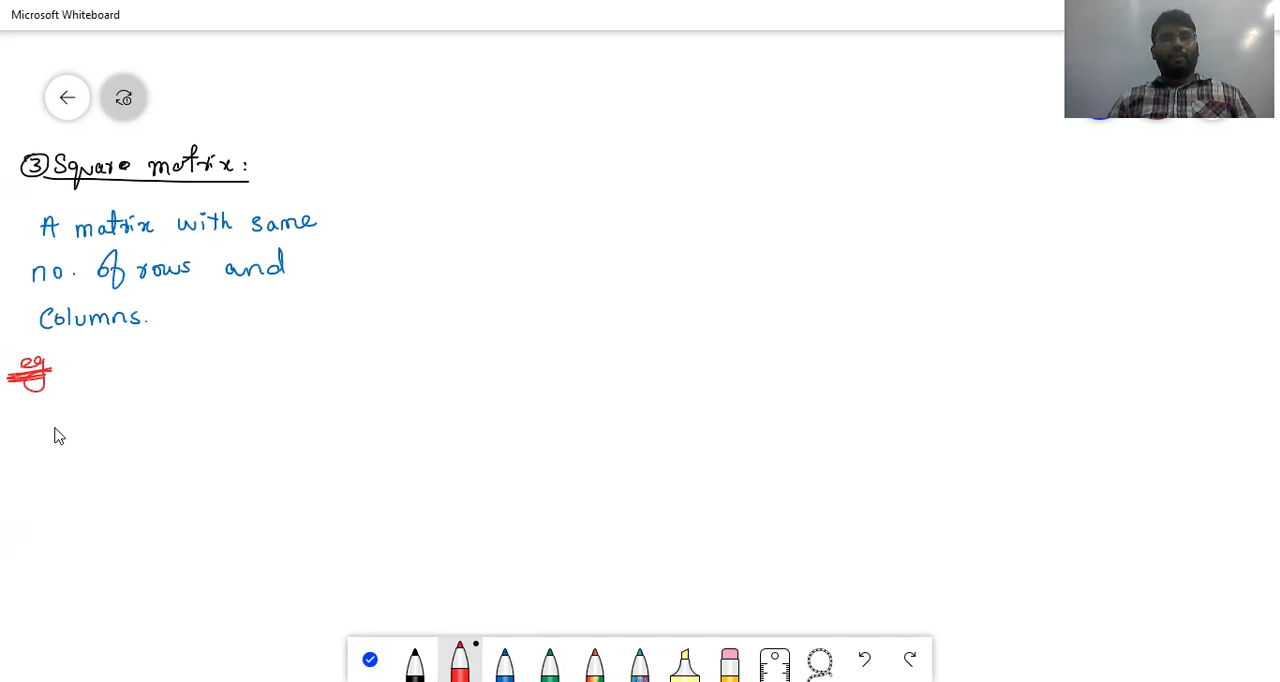 Microsoft Whiteboard
③ Square matrix:
A matrix with same
no. of rows and
Columns.
eg